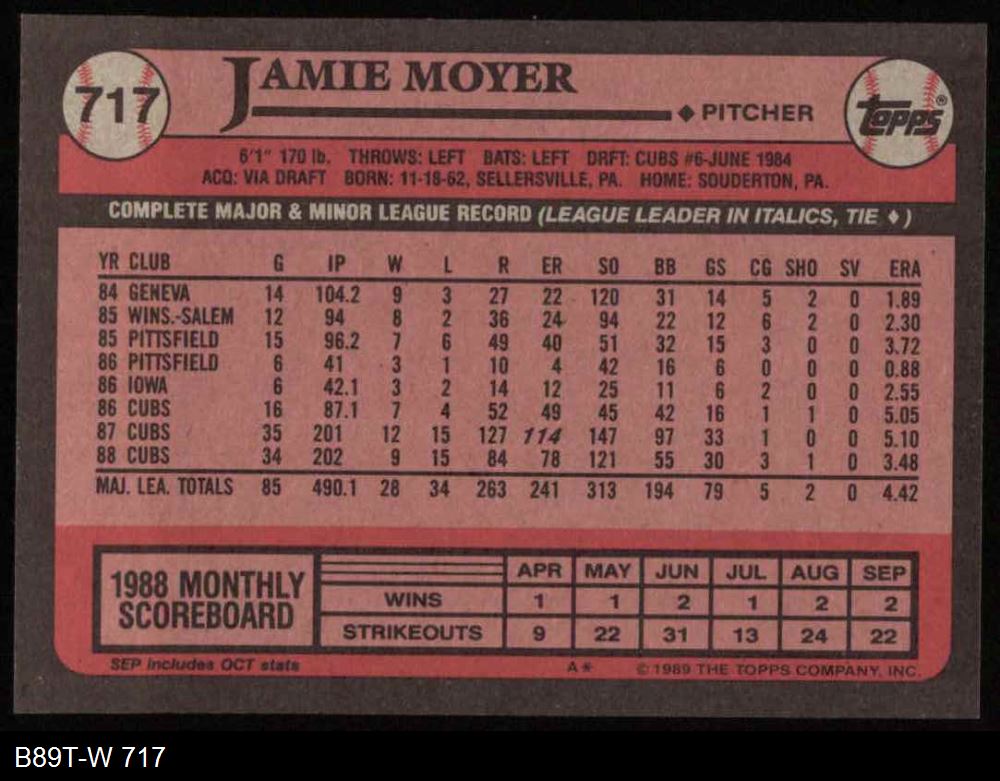 717 JAMIE MOYER
◆ PITCHER
topps®
6'1" 170 lb. THROWS: LEFT BATS: LEFT DRFT: CUBS #6-JUNE 1984
ACQ: VIA DRAFT BORN: 11-18-62, SELLERSVILLE, PA. HOME: SOUDERTON, PA.
COMPLETE MAJOR & MINOR LEAGUE RECORD (LEAGUE LEADER IN ITALICS, TIE ♦)
YR CLUB G IP W L R ER SO BB GS CG SHO SV ERA
84 GENEVA 14 104.2 9 3 27 22 120 31 14 5 2 0 1.89
85 WINS.-SALEM 12 94 8 2 36 24 94 22 12 6 2 0 2.30
85 PITTSFIELD 15 96.2 7 6 49 40 51 32 15 3 0 0 3.72
86 PITTSFIELD 6 41 3 1 10 4 42 16 6 0 0 0 0.88
86 IOWA 6 42.1 3 2 14 12 25 11 6 2 0 0 2.55
86 CUBS 16 87.1 7 4 52 49 45 42 16 1 1 0 5.05
87 CUBS 35 201 12 15 127 114 147 97 33 1 0 0 5.10
88 CUBS 34 202 9 15 84 78 121 55 30 3 1 0 3.48
MAJ. LEA. TOTALS 85 490.1 28 34 263 241 313 194 79 5 2 0 4.42
1988 MONTHLY
SCOREBOARD
APR MAY JUN JUL AUG SEP
WINS 1 1 2 1 2 2
STRIKEOUTS 9 22 31 13 24 22
SEP includes OCT stats A* © 1989 THE TOPPS COMPANY, INC.
B89T-W 717